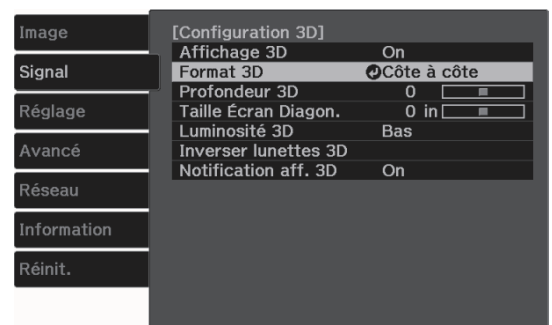 Image
Signal
Réglage
Avancé
Réseau
Information
Réinit.
[Configuration 3D]
Affichage 3D On
Format 3D Côte à côte
Profondeur 3D 0
Taille Écran Diagon. 0 in
Luminosité 3D Bas
Inverser lunettes 3D
Notification aff. 3D On